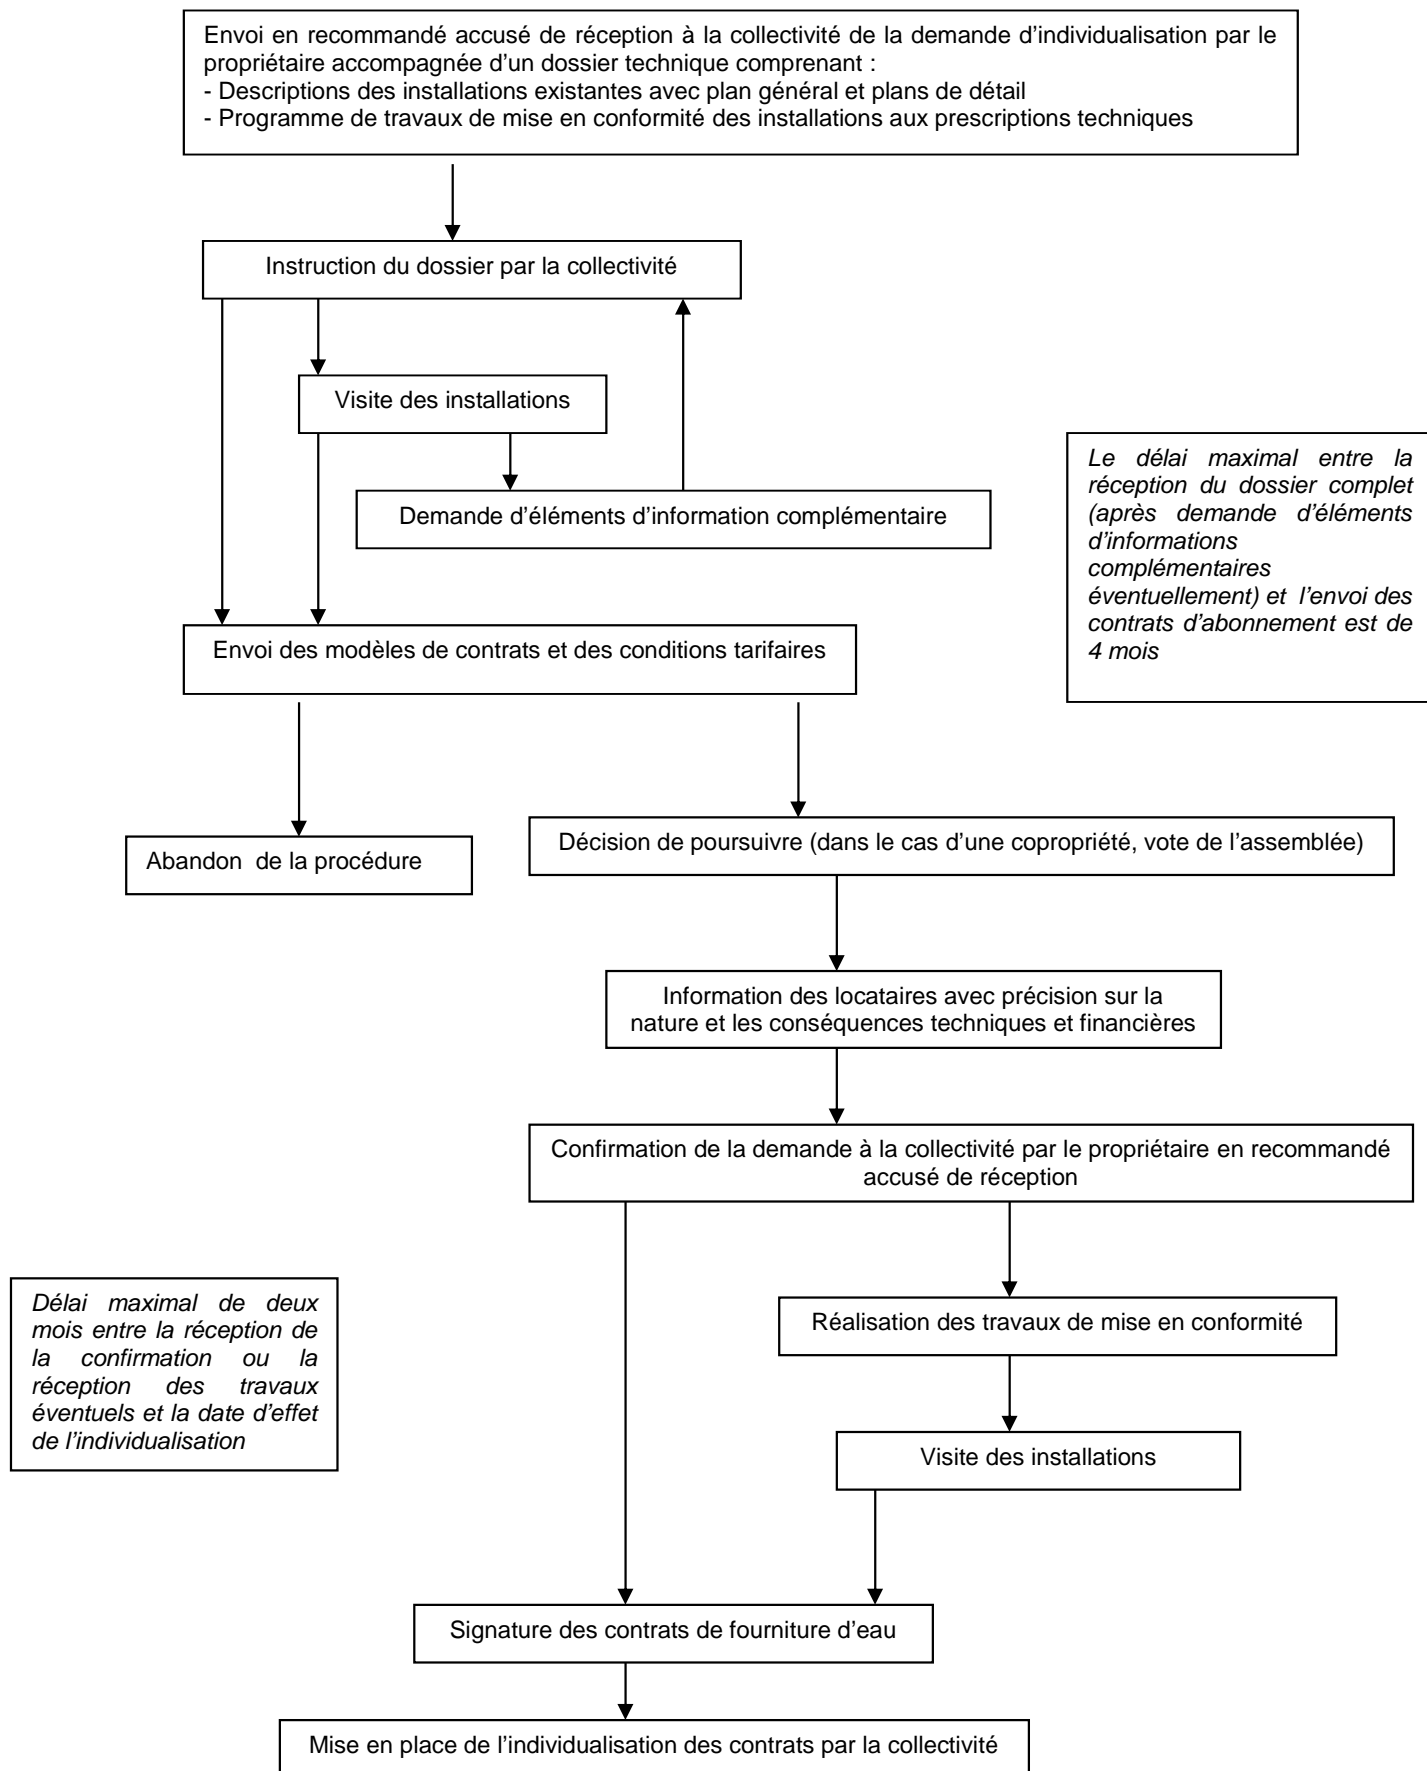 Envoi en recommandé accusé de réception à la collectivité de la demande d’individualisation par le
propriétaire accompagnée d’un dossier technique comprenant :
- Descriptions des installations existantes avec plan général et plans de détail
- Programme de travaux de mise en conformité des installations aux prescriptions techniques
Instruction du dossier par la collectivité
Visite des installations
Demande d’éléments d’information complémentaire
Le délai maximal entre la
réception du dossier complet
(après demande d’éléments
d’informations
complémentaires
éventuellement) et l’envoi des
contrats d’abonnement est de
4 mois
Envoi des modèles de contrats et des conditions tarifaires
Abandon de la procédure
Décision de poursuivre (dans le cas d’une copropriété, vote de l’assemblée)
Information des locataires avec précision sur la
nature et les conséquences techniques et financières
Confirmation de la demande à la collectivité par le propriétaire en recommandé
accusé de réception
Délai maximal de deux
mois entre la réception de
la confirmation ou la
réception des travaux
éventuels et la date d’effet
de l’individualisation
Réalisation des travaux de mise en conformité
Visite des installations
Signature des contrats de fourniture d’eau
Mise en place de l’individualisation des contrats par la collectivité